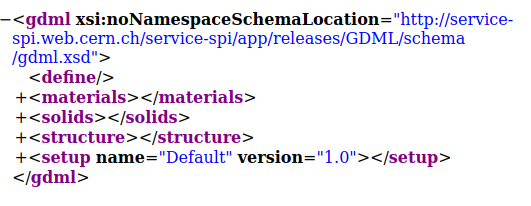 −<gdml xsi:noNamespaceSchemaLocation="http://service-
spi.web.cern.ch/service-spi/app/releases/GDML/schema
/gdml.xsd">
<define/>
+<materials></materials>
+<solids></solids>
+<structure></structure>
+<setup name="Default" version="1.0"></setup>
</gdml>